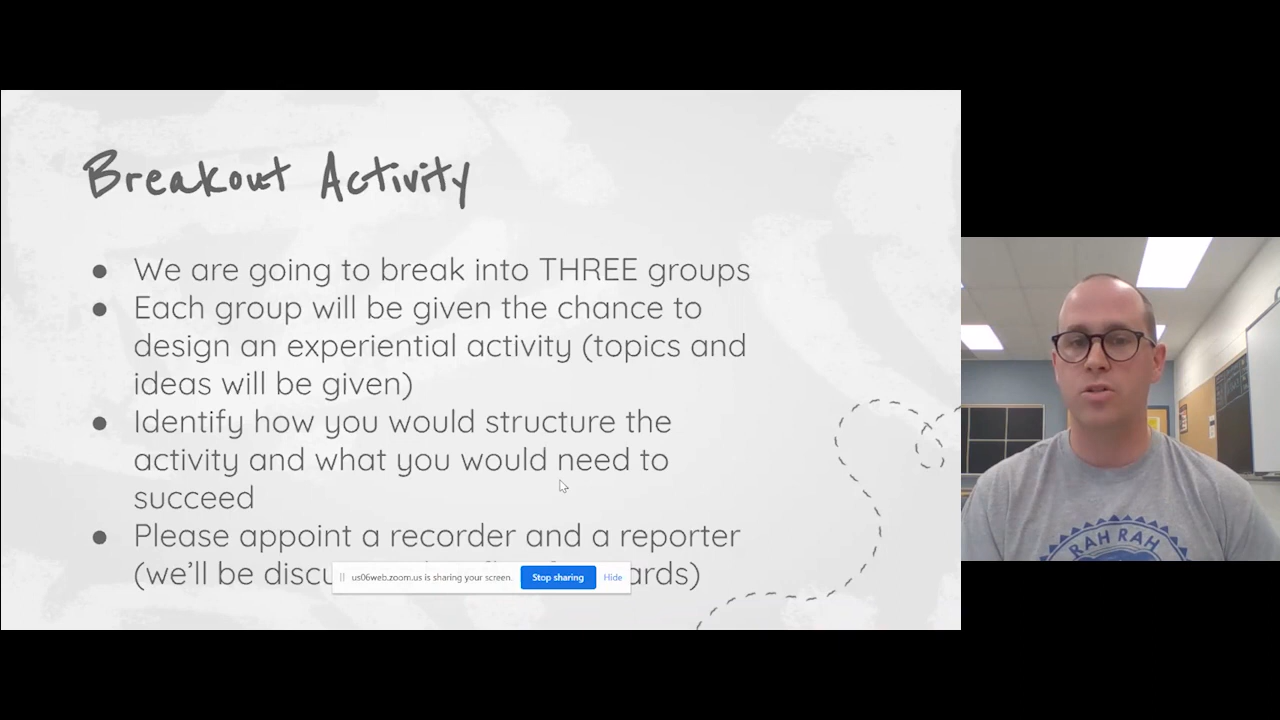 Breakout Activity
● We are going to break into THREE groups
● Each group will be given the chance to
design an experiential activity (topics and
ideas will be given)
● Identify how you would structure the
activity and what you would need to
succeed
● Please appoint a recorder and a reporter
(we'll be
us06web.zoom.us is sharing your screen. Stop sharing Hide
RAH RAH